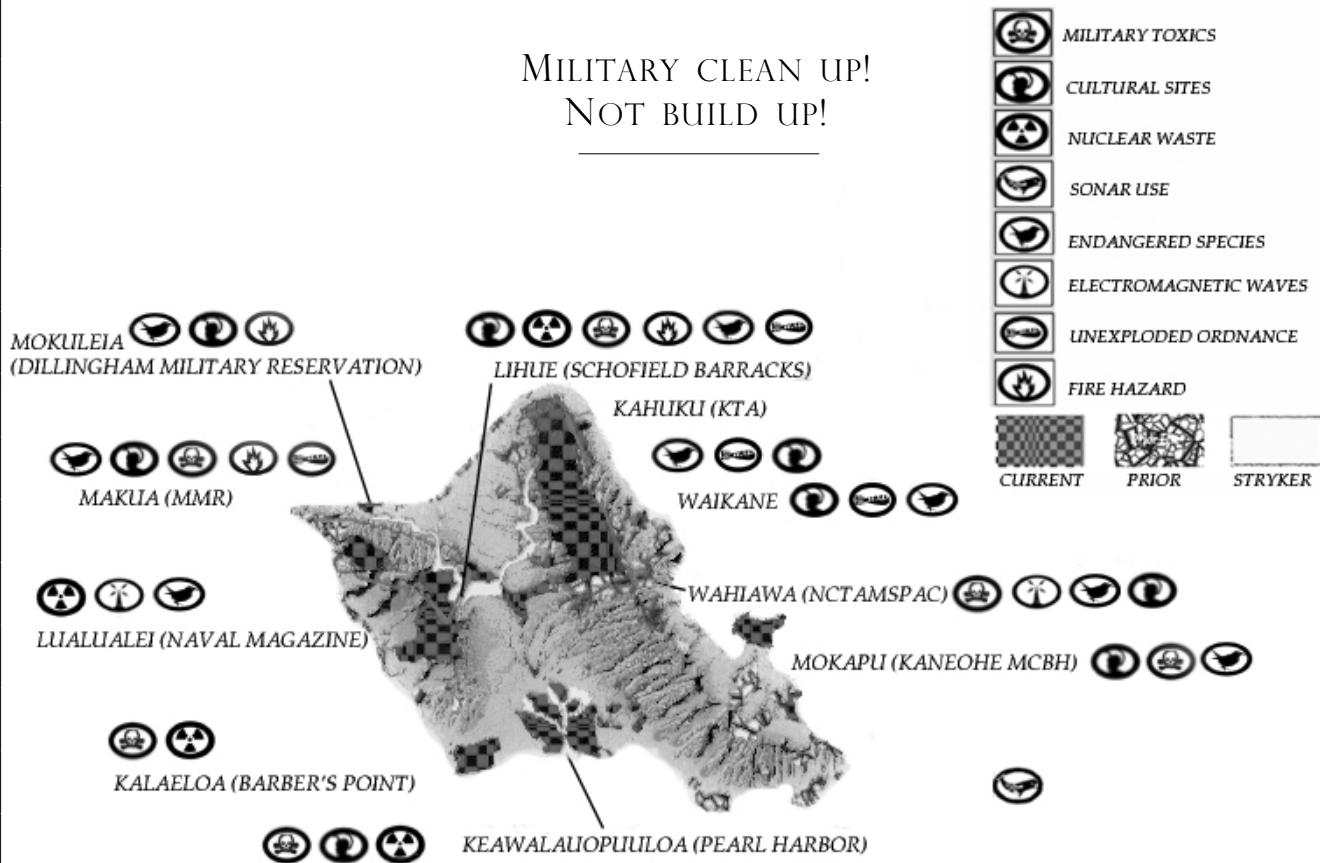 MILITARY CLEAN UP!
NOT BUILD UP!
MILITARY TOXICS
CULTURAL SITES
NUCLEAR WASTE
SONAR USE
ENDANGERED SPECIES
ELECTROMAGNETIC WAVES
UNEXPLODED ORDNANCE
FIRE HAZARD
CURRENT
PRIOR
STRYKER
MOKULEIA
(DILLINGHAM MILITARY RESERVATION)
LIHUE (SCHOFIELD BARRACKS)
KAHUKU (KTA)
MAKUA (MMR)
WAIKANE
WAHIAWA (NCTAMSPAC)
LUALUALEI (NAVAL MAGAZINE)
MOKAPU (KANEOHE MCBH)
KALAELOA (BARBER'S POINT)
KEAWALAUOPUULOA (PEARL HARBOR)